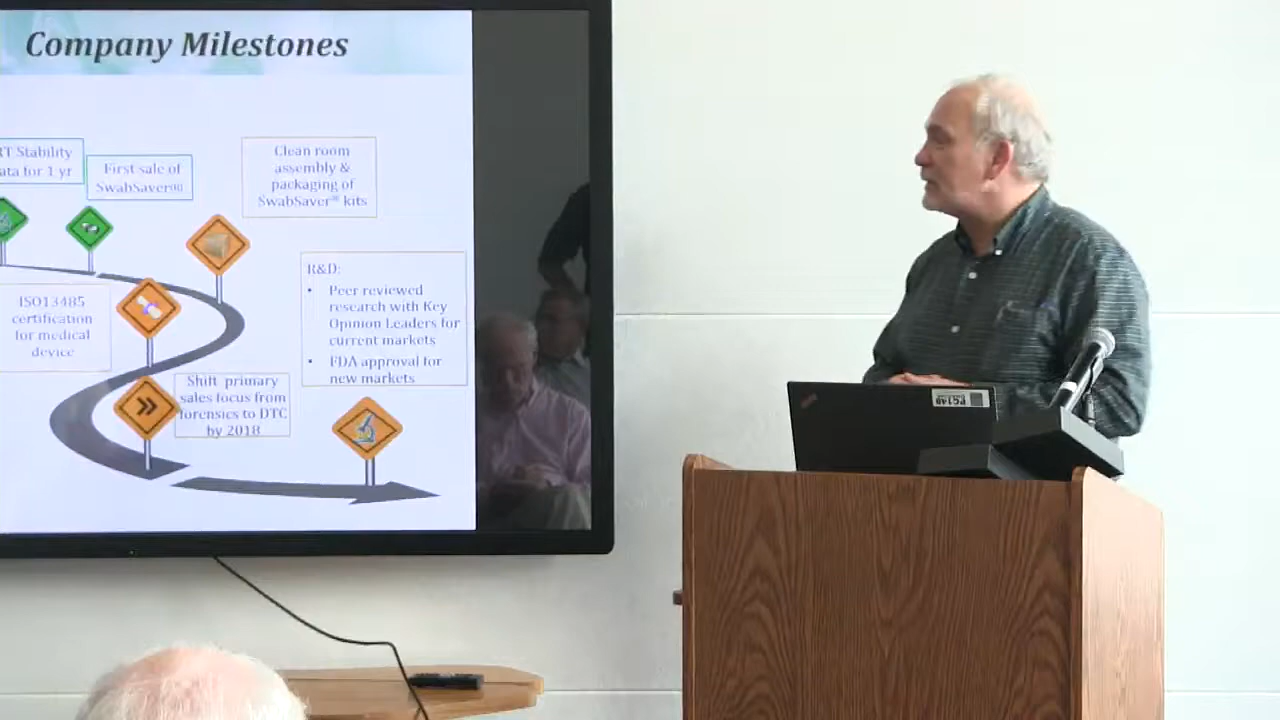 Company Milestones
RT Stability
ata for 1 yr
First sale of
SwabSaver®
Clean room
assembly &
packaging of
SwabSaver® kits
ISO13485
certification
for medical
device
R&D:
• Peer reviewed
research with Key
Opinion Leaders for
current markets
• FDA approval for
new markets
Shift primary
sales focus from
forensics to DTC
by 2018
PC140